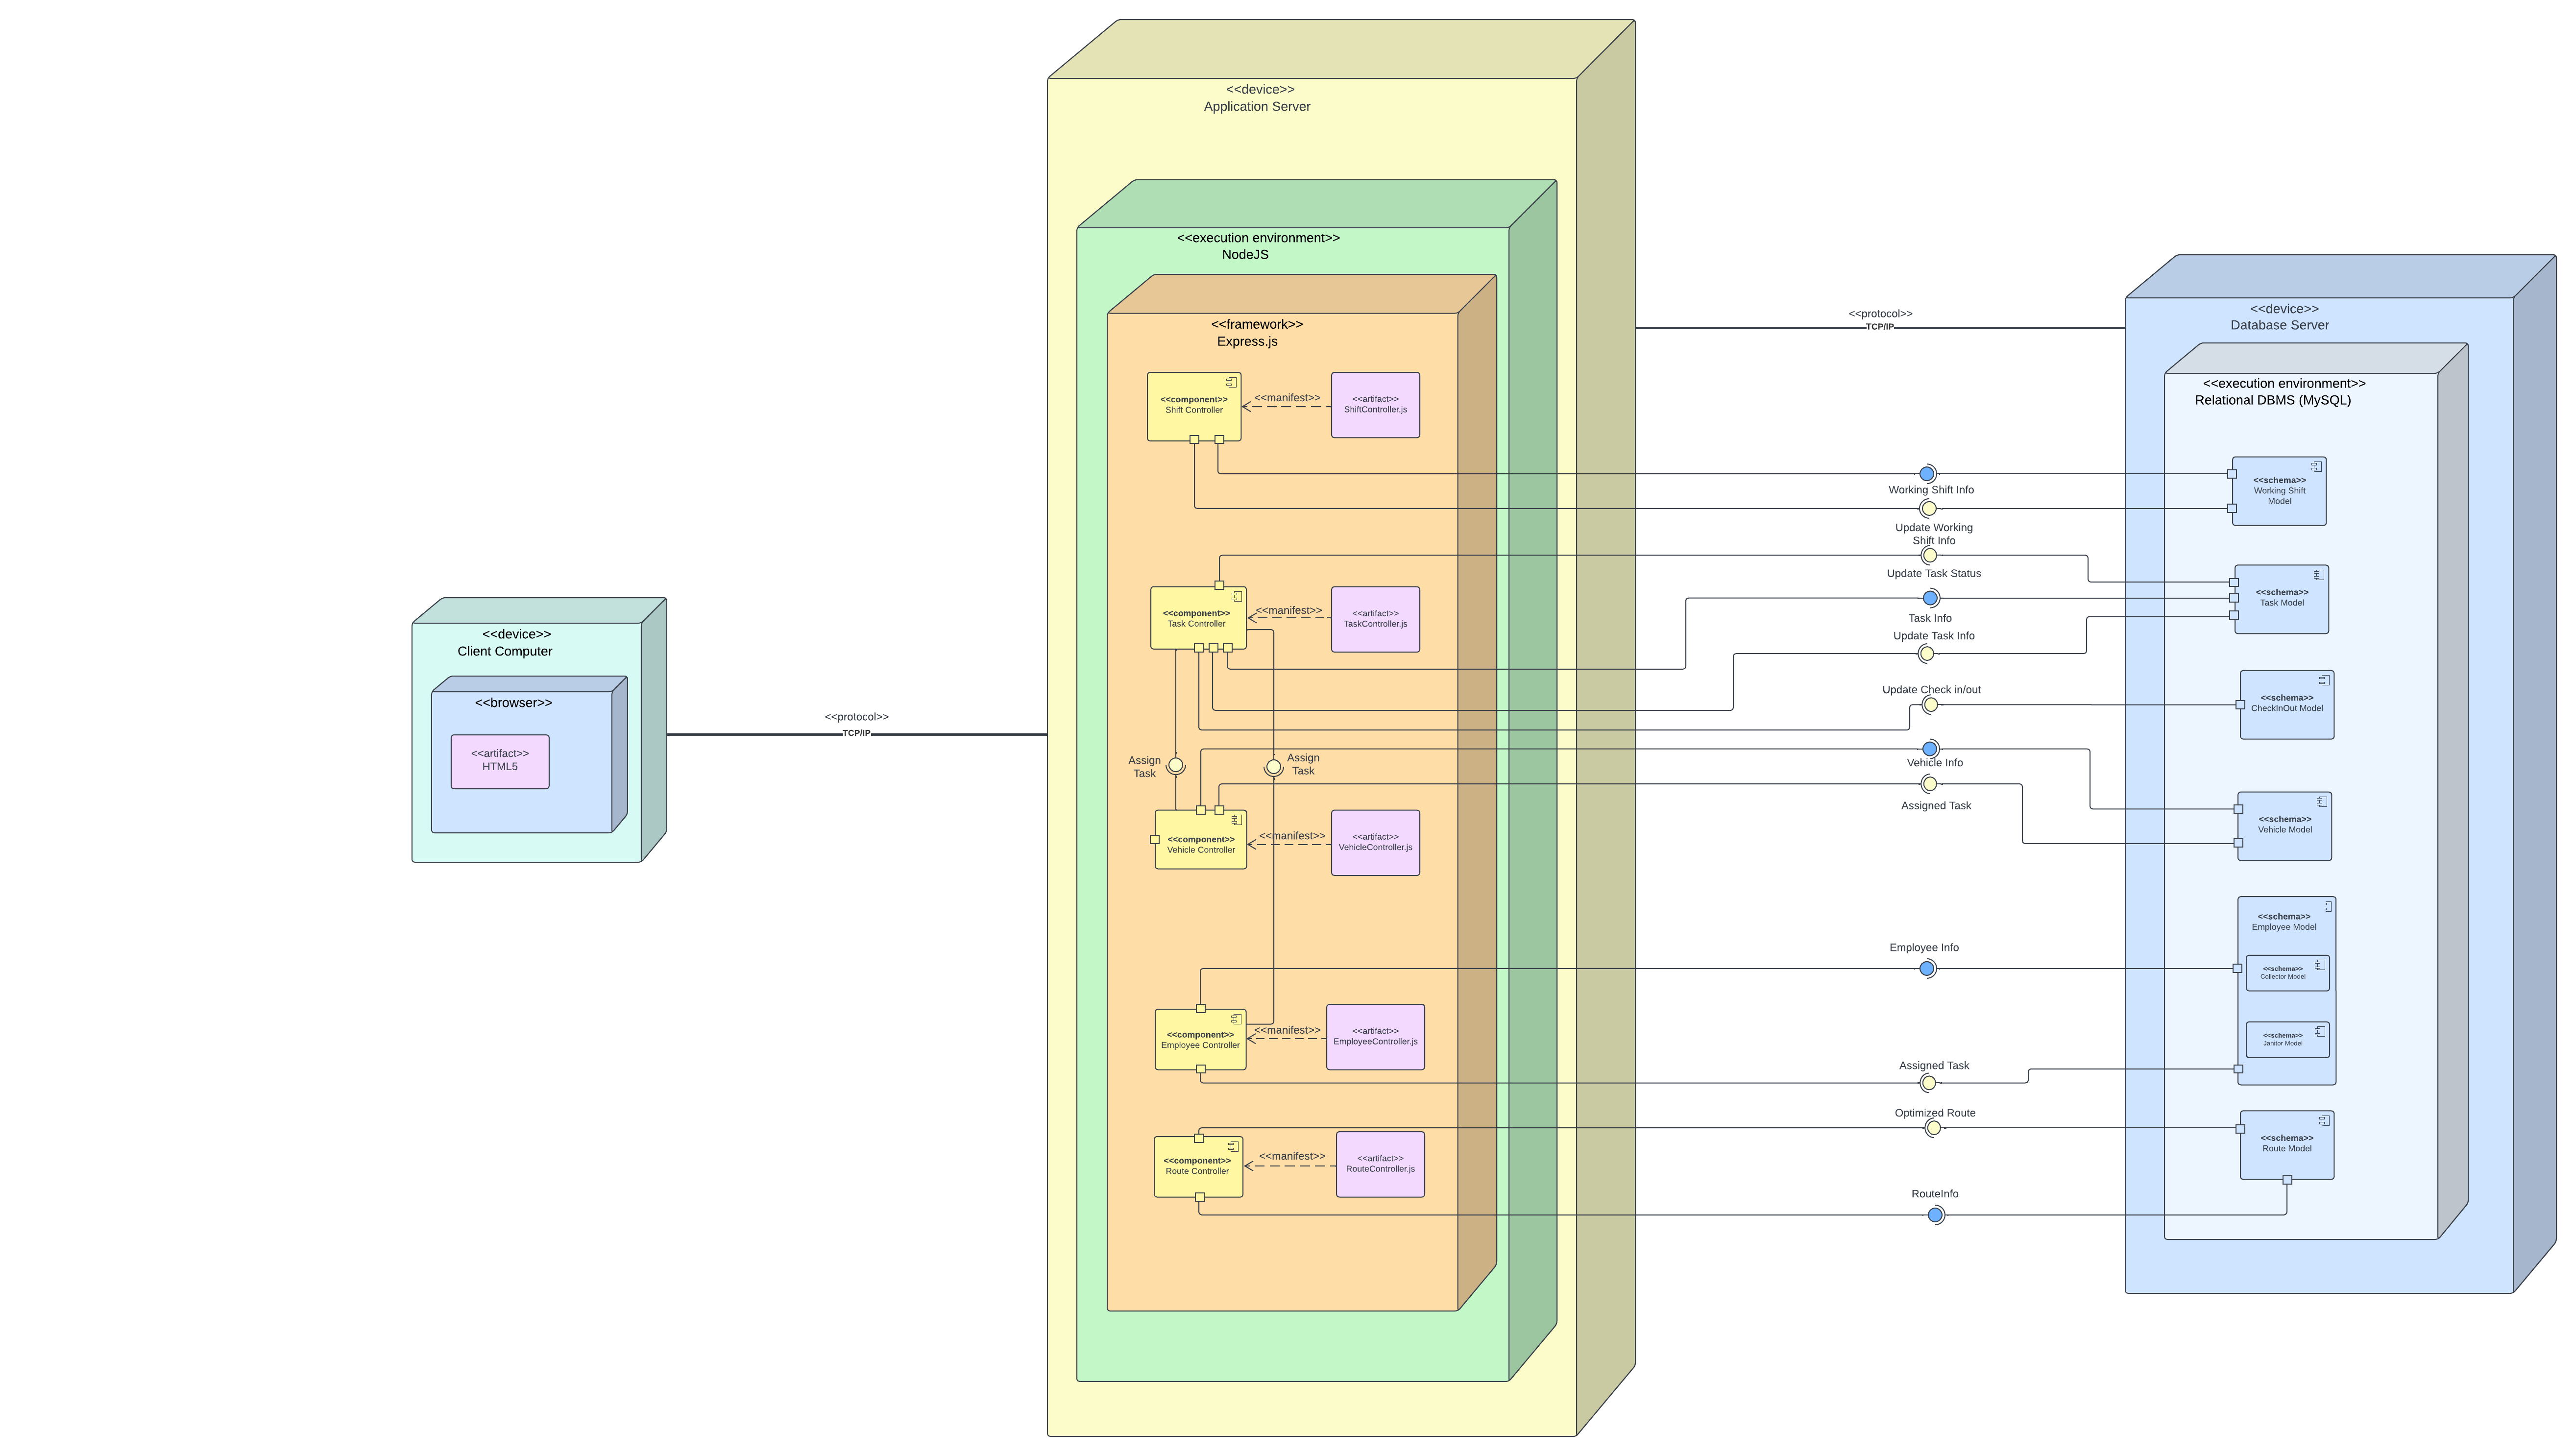 <<device>>
Application Server
<<execution environment>>
NodeJS
<<framework>>
Express.js
<<component>>
Shift Controller
<<manifest>>
<<artifact>>
ShiftController.js
<<component>>
Task Controller
<<manifest>>
<<artifact>>
TaskController.js
Assign
Task
Assign
Task
<<component>>
Vehicle Controller
<<manifest>>
<<artifact>>
VehicleController.js
<<component>>
Employee Controller
<<manifest>>
<<artifact>>
EmployeeController.js
<<component>>
Route Controller
<<manifest>>
<<artifact>>
RouteController.js
<<device>>
Client Computer
<<browser>>
<<artifact>>
HTML5
<<protocol>>
TCP/IP
<<protocol>>
TCP/IP
Working Shift Info
Update Working
Shift Info
Update Task Status
Task Info
Update Task Info
Update Check in/out
Vehicle Info
Assigned Task
Employee Info
Assigned Task
Optimized Route
RouteInfo
<<device>>
Database Server
<<execution environment>>
Relational DBMS (MySQL)
<<schema>>
Working Shift
Model
<<schema>>
Task Model
<<schema>>
CheckInOut Model
<<schema>>
Vehicle Model
<<schema>>
Employee Model
<<schema>>
Collector Model
<<schema>>
Janitor Model
<<schema>>
Route Model